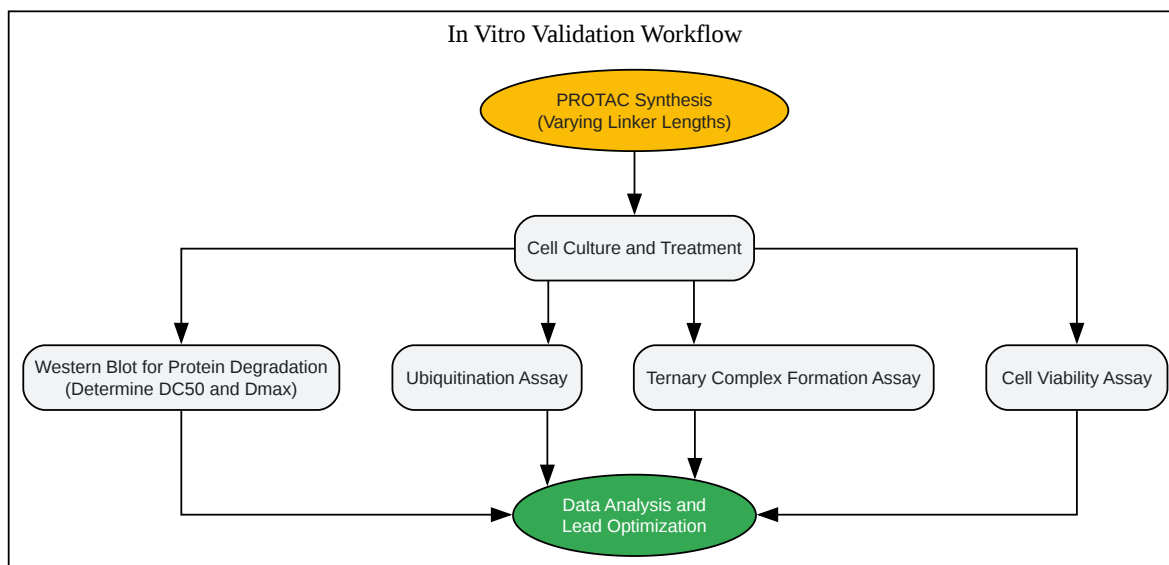 In Vitro Validation Workflow
PROTAC Synthesis
(Varying Linker Lengths)
Cell Culture and Treatment
Western Blot for Protein Degradation
(Determine DC50 and Dmax)
Ubiquitination Assay
Ternary Complex Formation Assay
Cell Viability Assay
Data Analysis and
Lead Optimization